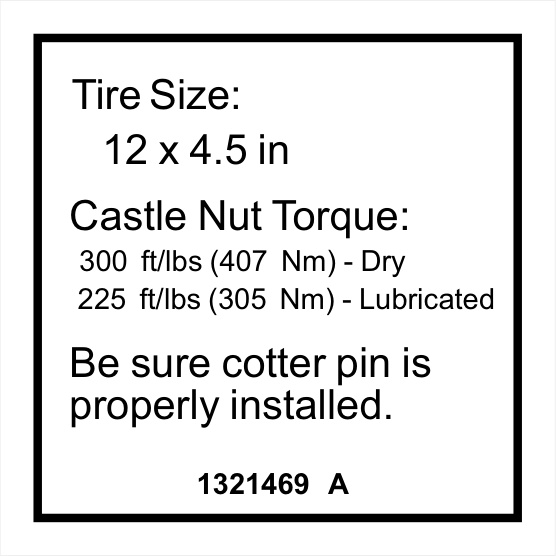 Tire Size:
12 x 4.5 in
Castle Nut Torque:
300 ft/lbs (407 Nm) - Dry
225 ft/lbs (305 Nm) - Lubricated
Be sure cotter pin is
properly installed.
1321469 A